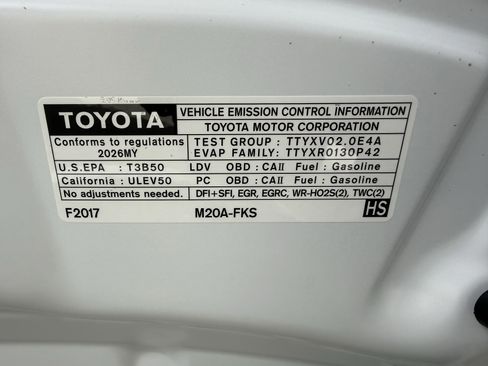 TOYOTA
VEHICLE EMISSION CONTROL INFORMATION
TOYOTA MOTOR CORPORATION
Conforms to regulations
2026MY
TEST GROUP : TTYXV02.0E4A
EVAP FAMILY: TTYXR0130P42
U.S.EPA : T3B50 LDV OBD : CAII Fuel : Gasoline
California : ULEV50 PC OBD : CAII Fuel : Gasoline
No adjustments needed. DFI+SFI, EGR, EGRC, WR-HO2S(2), TWC(2)
F2017 M20A-FKS HS